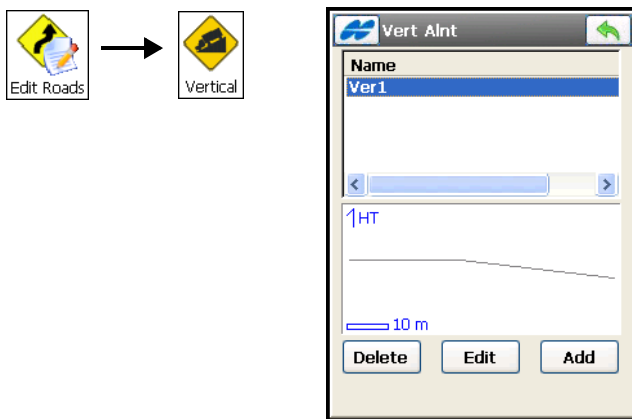 Edit Roads
Vertical
Vert Alnt
Name
Ver1
HT
10 m
Delete Edit Add